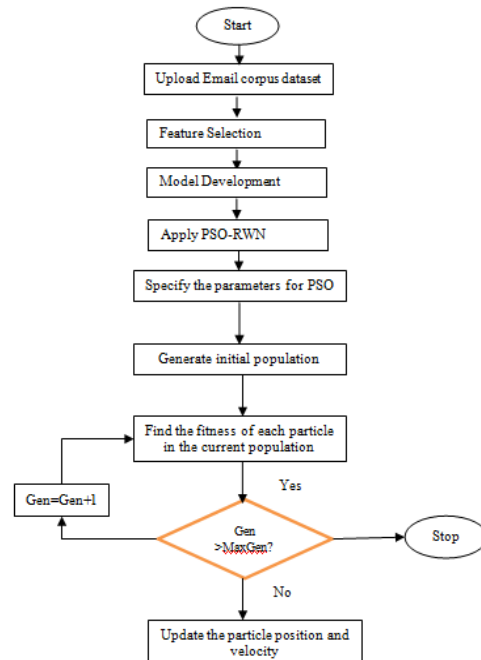 Start
Upload Email corpus dataset
Feature Selection
Model Development
Apply PSO-RWN
Specify the parameters for PSO
Generate initial population
Find the fitness of each particle
in the current population
Yes
Gen=Gen+1
Gen
>MaxGen?
Stop
No
Update the particle position and
velocity